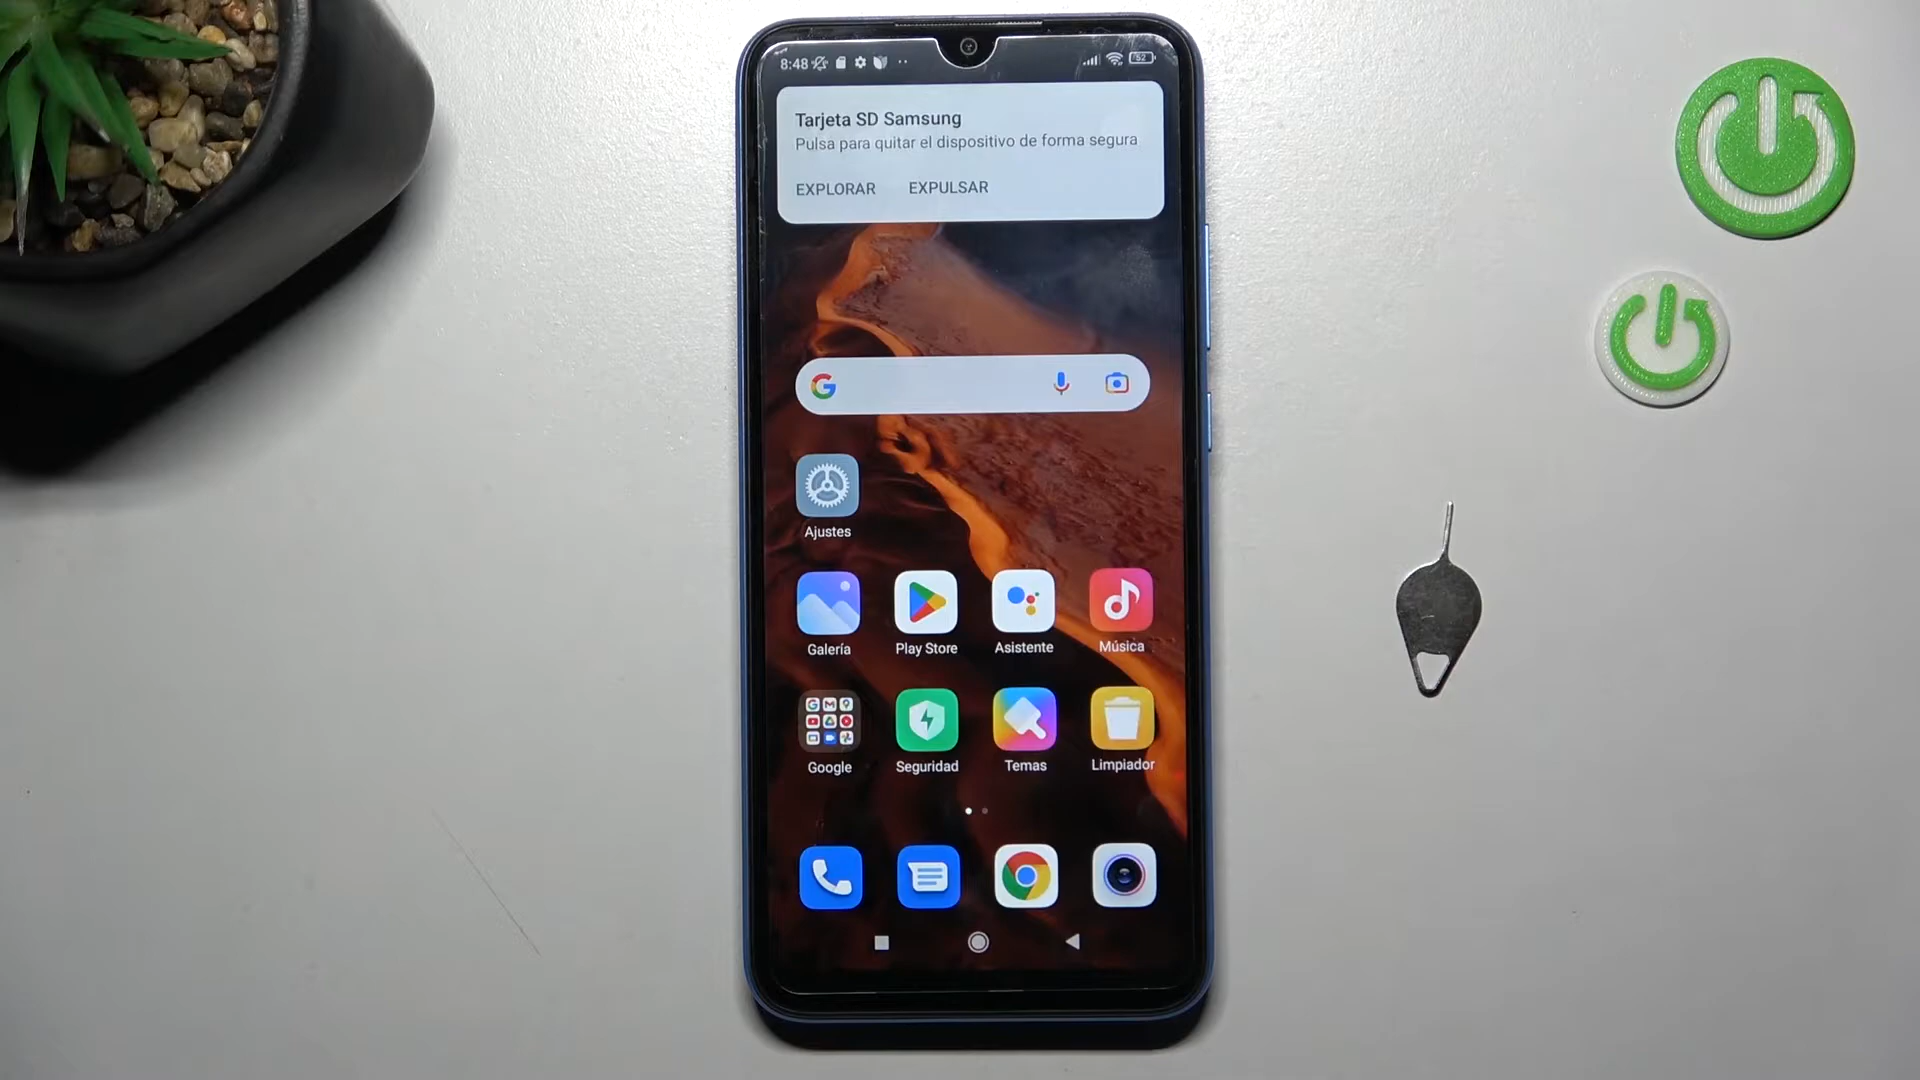 8:48
52
Tarjeta SD Samsung
Pulsa para quitar el dispositivo de forma segura
EXPLORAR EXPULSAR
Ajustes
Galería Play Store Asistente Música
Google Seguridad Temas Limpiador